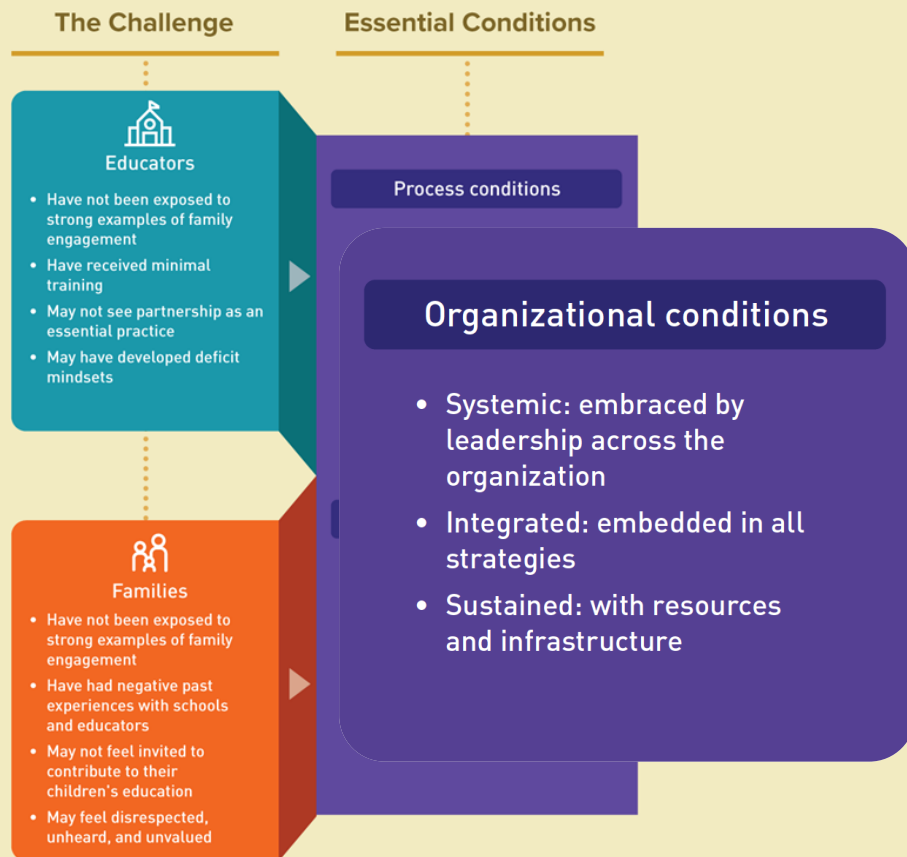 The Challenge
Essential Conditions
Educators
• Have not been exposed to
strong examples of family
engagement
• Have received minimal
training
• May not see partnership as an
essential practice
• May have developed deficit
mindsets
Families
• Have not been exposed to
strong examples of family
engagement
• Have had negative past
experiences with schools
and educators
• May not feel invited to
contribute to their
children's education
• May feel disrespected,
unheard, and unvalued
Process conditions
Organizational conditions
• Systemic: embraced by
leadership across the
organization
• Integrated: embedded in all
strategies
• Sustained: with resources
and infrastructure